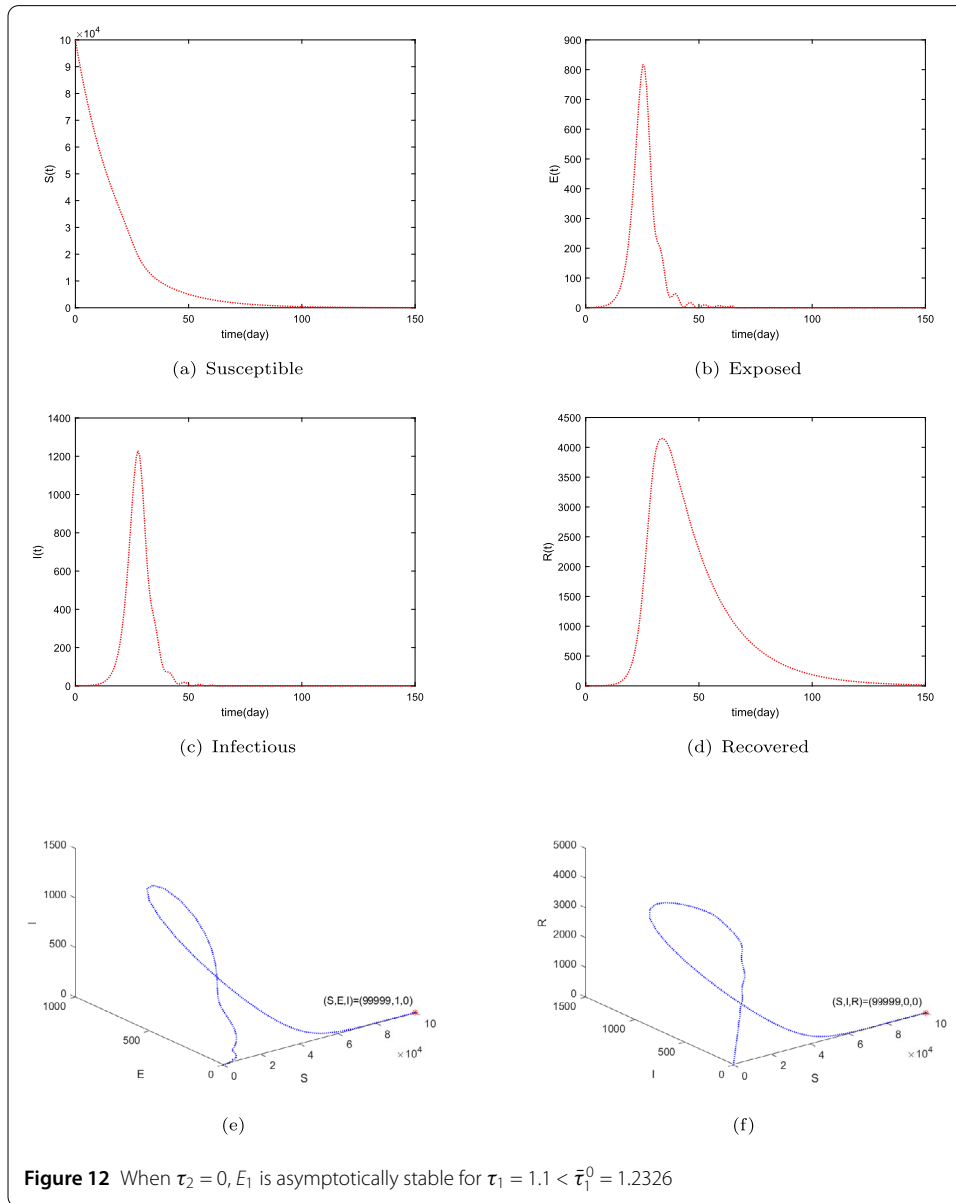 ×10^4
10
9
8
7
6
5
4
3
2
1
0
S(t)
0 50 100 150
time(day)
(a) Susceptible
900
800
700
600
500
400
300
200
100
0
E(t)
0 50 100 150
time(day)
(b) Exposed
1400
1200
1000
800
600
400
200
0
I(t)
0 50 100 150
time(day)
(c) Infectious
4500
4000
3500
3000
2500
2000
1500
1000
500
0
R(t)
0 50 100 150
time(day)
(d) Recovered
1500
1000
500
0
I
1000
500
0
E
0 2 4 6 8 10
×10^4
S
(S,E,I)=(99999,1,0)
(e)
5000
4000
3000
2000
1000
0
R
1500
1000
500
0
I
0 2 4 6 8 10
×10^4
S
(S,I,R)=(99999,0,0)
(f)
Figure 12 When τ₂ = 0, E₁ is asymptotically stable for τ₁ = 1.1 < τ̄₁⁰ = 1.2326